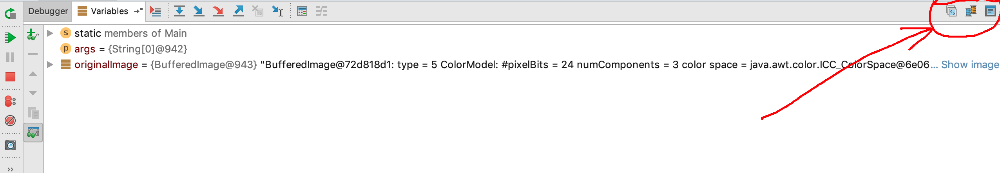 Debugger Variables
static members of Main
args = {String[0]@942}
originalImage = {BufferedImage@943} "BufferedImage@72d818d1: type = 5 ColorModel: #pixelBits = 24 numComponents = 3 color space = java.awt.color.ICC_ColorSpace@6e06... Show image